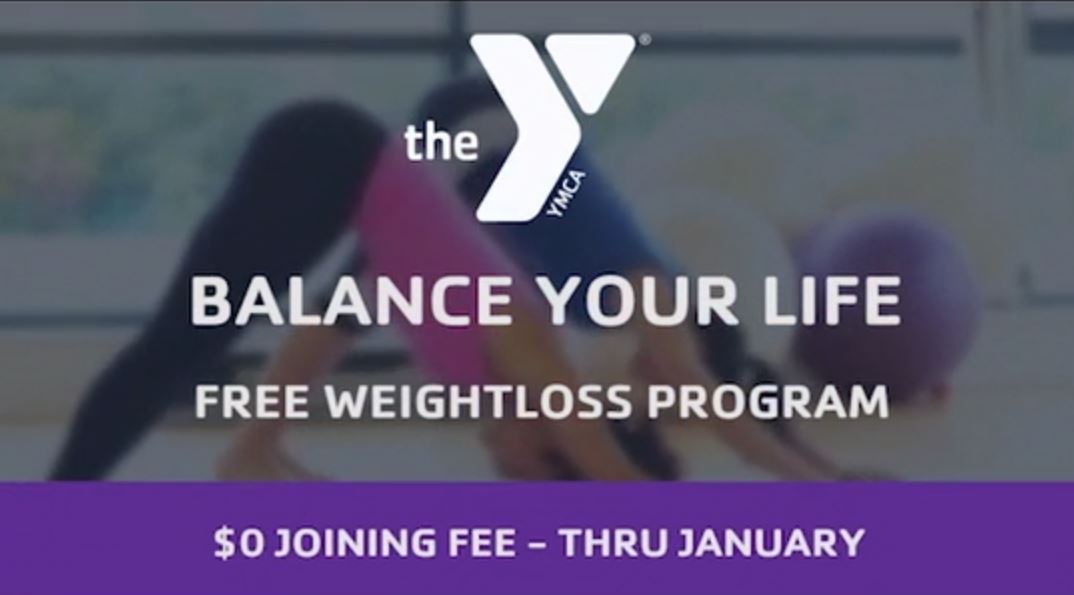 the
YMCA
®
BALANCE YOUR LIFE
FREE WEIGHTLOSS PROGRAM
$0 JOINING FEE – THRU JANUARY